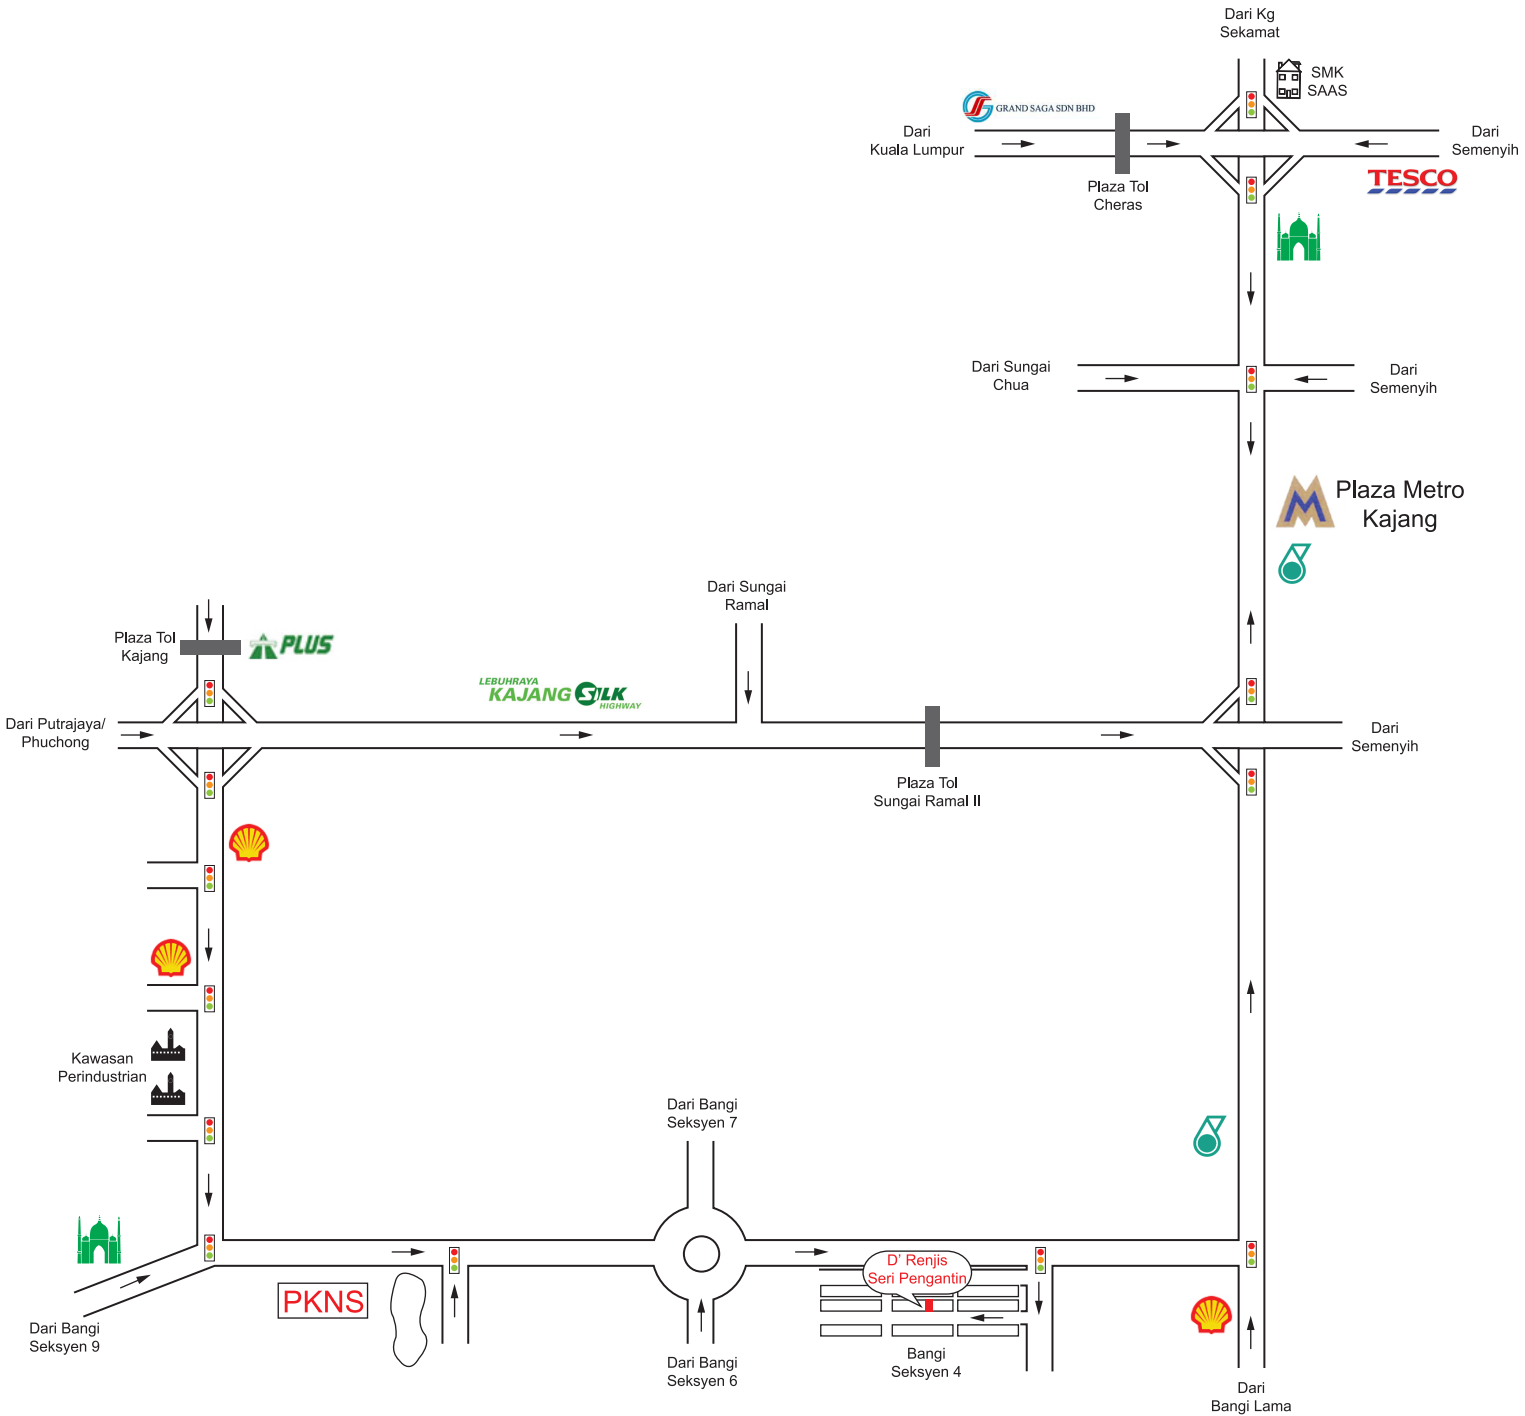 Dari Kg
Sekamat
SMK
SAAS
GRAND SAGA SDN BHD
Dari
Kuala Lumpur
Dari
Semenyih
TESCO
Plaza Tol
Cheras
Dari Sungai
Chua
Dari
Semenyih
Plaza Metro
Kajang
Dari Sungai
Ramal
Plaza Tol
Kajang
PLUS
LEBUHRAYA
KAJANG SILK
HIGHWAY
Dari Putrajaya/
Phuchong
Dari
Semenyih
Plaza Tol
Sungai Ramal II
Kawasan
Perindustrian
Dari Bangi
Seksyen 7
D' Renjis
Seri Pengantin
PKNS
Dari Bangi
Seksyen 9
Dari Bangi
Seksyen 6
Bangi
Seksyen 4
Dari
Bangi Lama